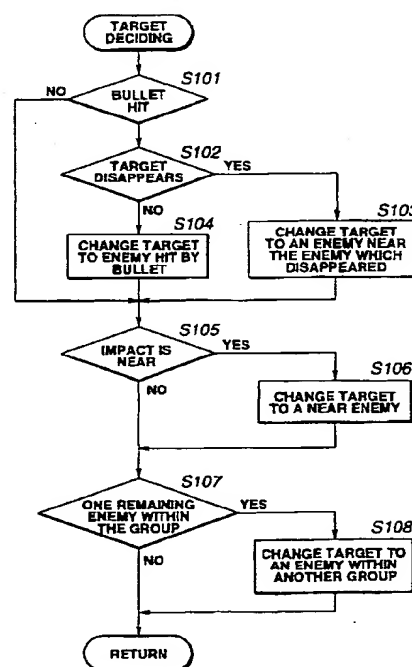 TARGET
DECIDING
S101
NO
BULLET
HIT
S102
TARGET
DISAPPEARS
YES
NO
S104
S103
CHANGE TARGET
TO ENEMY HIT BY
BULLET
CHANGE TARGET
TO AN ENEMY NEAR
THE ENEMY WHICH
DISAPPEARED
S105
IMPACT IS
NEAR
YES
NO
S106
CHANGE TARGET
TO A NEAR ENEMY
S107
ONE REMAINING
ENEMY WITHIN
THE GROUP
YES
NO
S108
CHANGE TARGET TO
AN ENEMY WITHIN
ANOTHER GROUP
RETURN